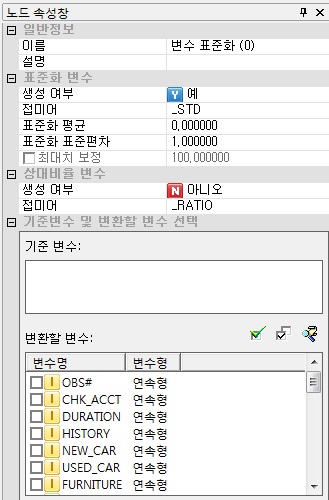 노드 속성창
일반정보
이름 변수 표준화 (0)
설명
표준화 변수
생성 여부 Y 예
접미어 _STD
표준화 평균 0,000000
표준화 표준편차 1,000000
최대치 보정 100,000000
상대비율 변수
생성 여부 N 아니오
접미어 _RATIO
기준변수 및 변환할 변수 선택
기준 변수:
변환할 변수:
변수명 변수형
I OBS# 연속형
I CHK_ACCT 연속형
I DURATION 연속형
I HISTORY 연속형
I NEW_CAR 연속형
I USED_CAR 연속형
I FURNITURE 연속형